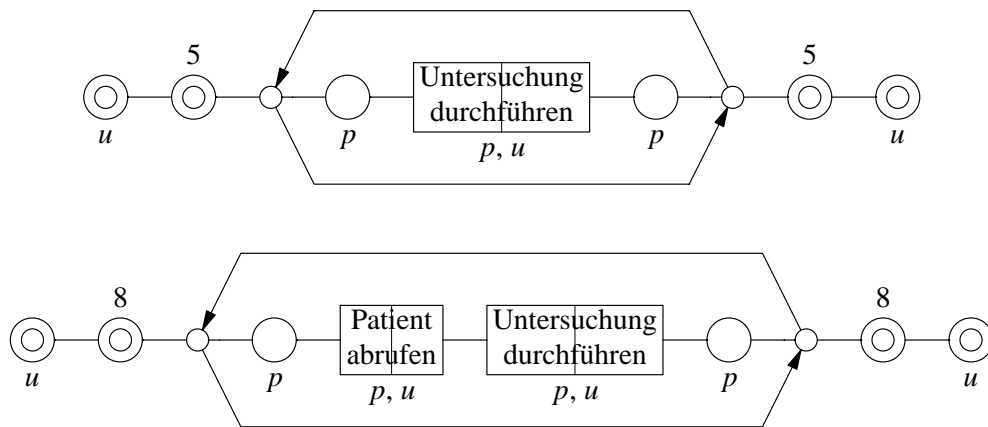 5 5
Untersuchung
durchführen
u p p, u p u
8 8
Patient Untersuchung
abrufen durchführen
u p p, u p, u p u